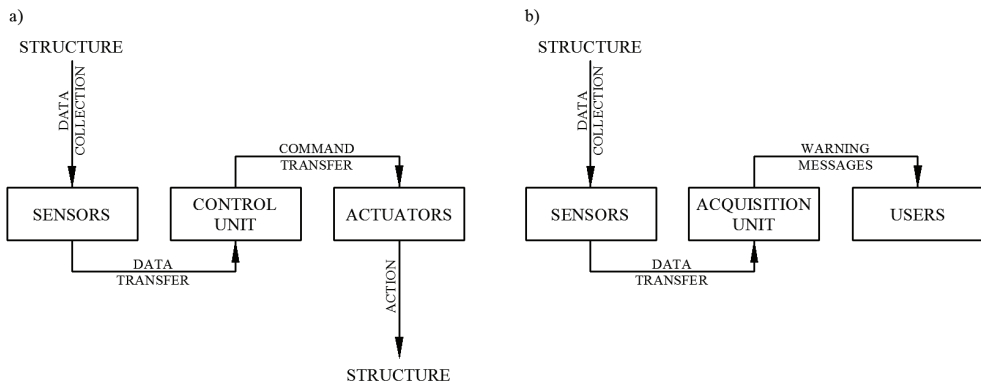 a)
STRUCTURE
DATA
COLLECTION
COMMAND
TRANSFER
SENSORS
CONTROL
UNIT
ACTUATORS
DATA
TRANSFER
ACTION
STRUCTURE
b)
STRUCTURE
DATA
COLLECTION
WARNING
MESSAGES
SENSORS
ACQUISITION
UNIT
USERS
DATA
TRANSFER